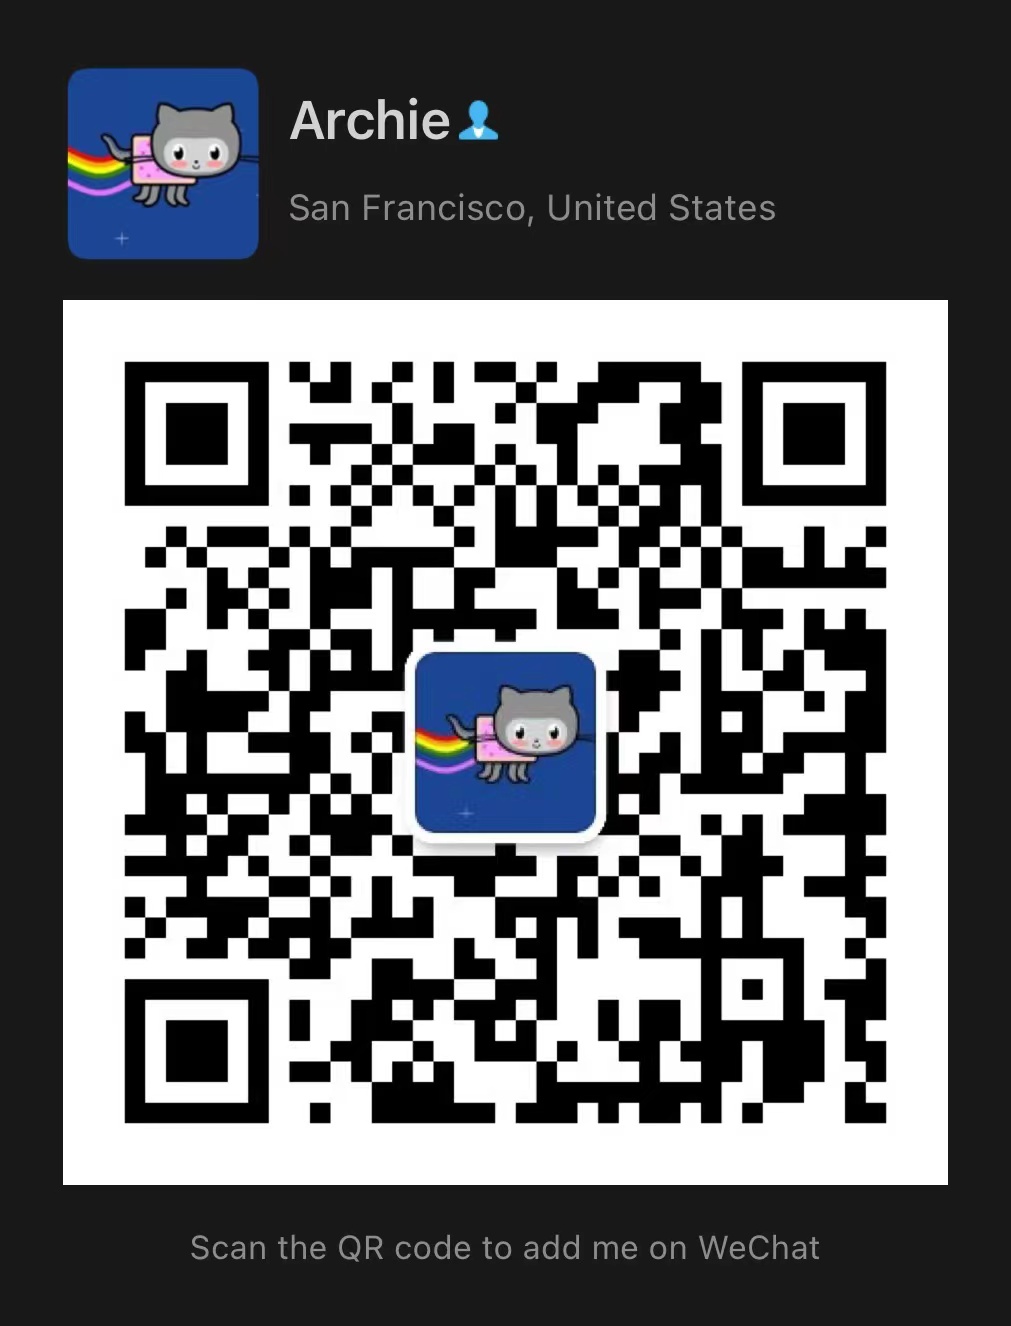 Archie👤
San Francisco, United States
Scan the QR code to add me on WeChat